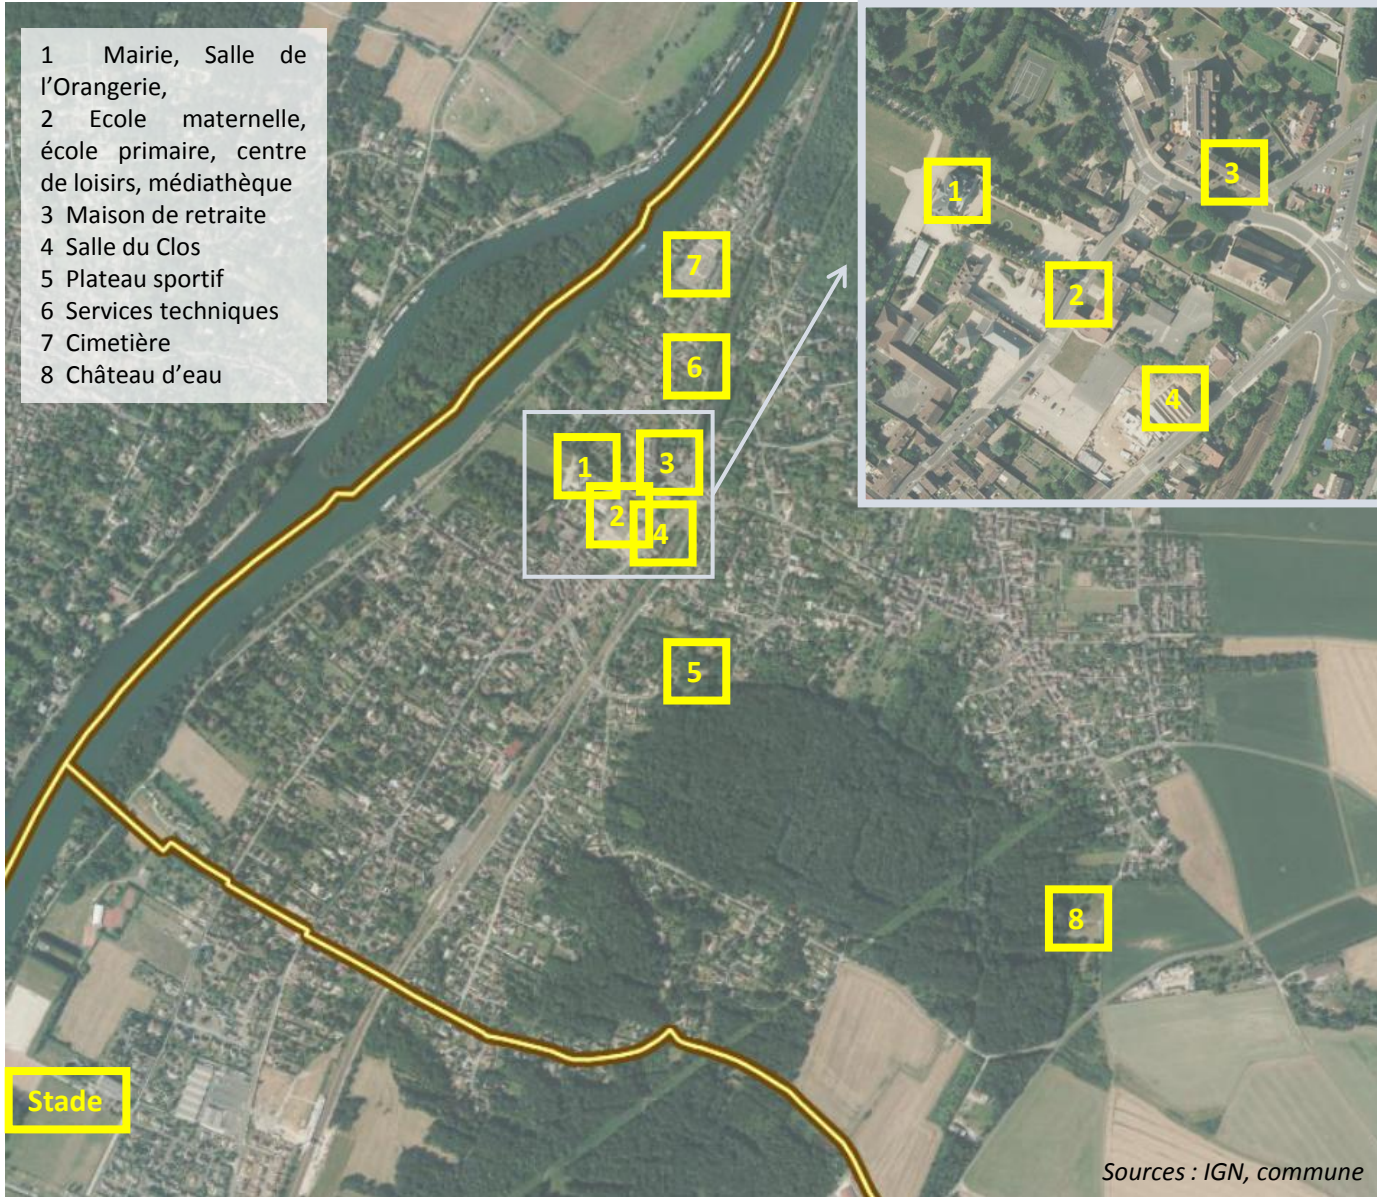 1 Mairie, Salle de
l’Orangerie,
2 Ecole maternelle,
école primaire, centre
de loisirs, médiathèque
3 Maison de retraite
4 Salle du Clos
5 Plateau sportif
6 Services techniques
7 Cimetière
8 Château d’eau
1
3
2
4
7
6
1
3
2
4
5
8
Stade
Sources : IGN, commune